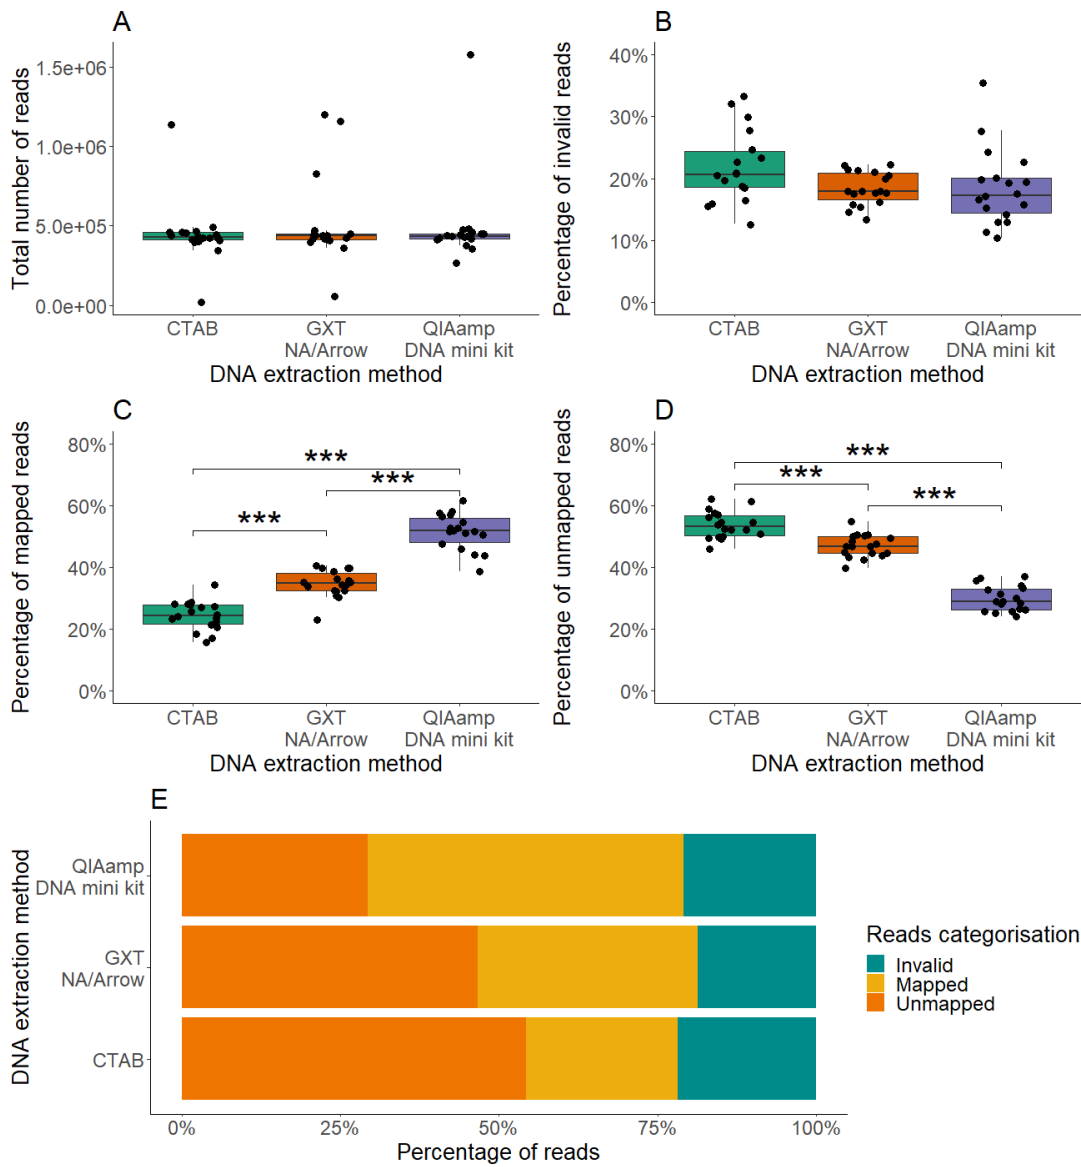 A
Total number of reads
1.5e+06
1.0e+06
5.0e+05
0.0e+00
CTAB
GXT
NA/Arrow
QIAamp
DNA mini kit
DNA extraction method
B
Percentage of invalid reads
40%
30%
20%
10%
0%
CTAB
GXT
NA/Arrow
QIAamp
DNA mini kit
DNA extraction method
C
Percentage of mapped reads
80%
60%
40%
20%
0%
***
***
***
CTAB
GXT
NA/Arrow
QIAamp
DNA mini kit
DNA extraction method
D
Percentage of unmapped reads
80%
60%
40%
20%
0%
***
***
***
CTAB
GXT
NA/Arrow
QIAamp
DNA mini kit
DNA extraction method
E
DNA extraction method
QIAamp
DNA mini kit
GXT
NA/Arrow
CTAB
0%
25%
50%
75%
100%
Percentage of reads
Reads categorisation
Invalid
Mapped
Unmapped